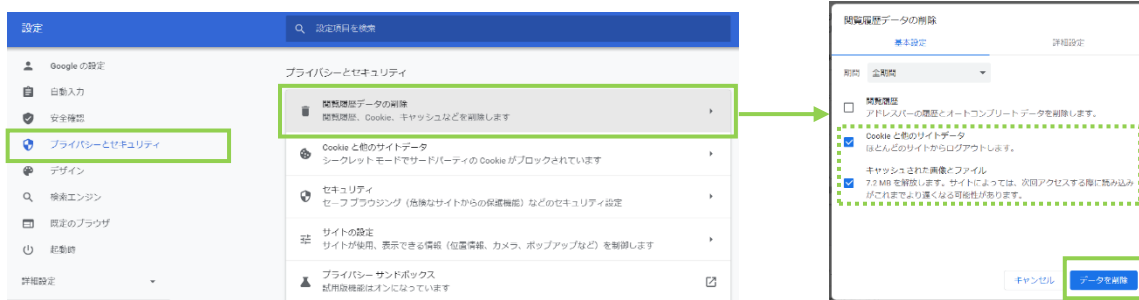 設定
設定項目を検索
Google の設定
自動入力
安全確認
プライバシーとセキュリティ
デザイン
検索エンジン
既定のブラウザ
起動時
詳細設定
プライバシーとセキュリティ
閲覧履歴データの削除
閲覧履歴、Cookie、キャッシュなどを削除します
Cookie と他のサイトデータ
シークレット モードでサードパーティの Cookie がブロックされています
セキュリティ
セーフ ブラウジング（危険なサイトからの保護機能）などのセキュリティ設定
サイトの設定
サイトが使用、表示できる情報（位置情報、カメラ、ポップアップなど）を制御します
プライバシー サンドボックス
試用版機能はオンになっています
閲覧履歴データの削除
基本設定
詳細設定
期間 全期間
閲覧履歴
アドレスバーの履歴とオートコンプリート データを削除します。
Cookie と他のサイトデータ
ほとんどのサイトからログアウトします。
キャッシュされた画像とファイル
7.2 MB を解放します。サイトによっては、次回アクセスする際に読み込み
がこれまでより遅くなる可能性があります。
キャンセル
データを削除